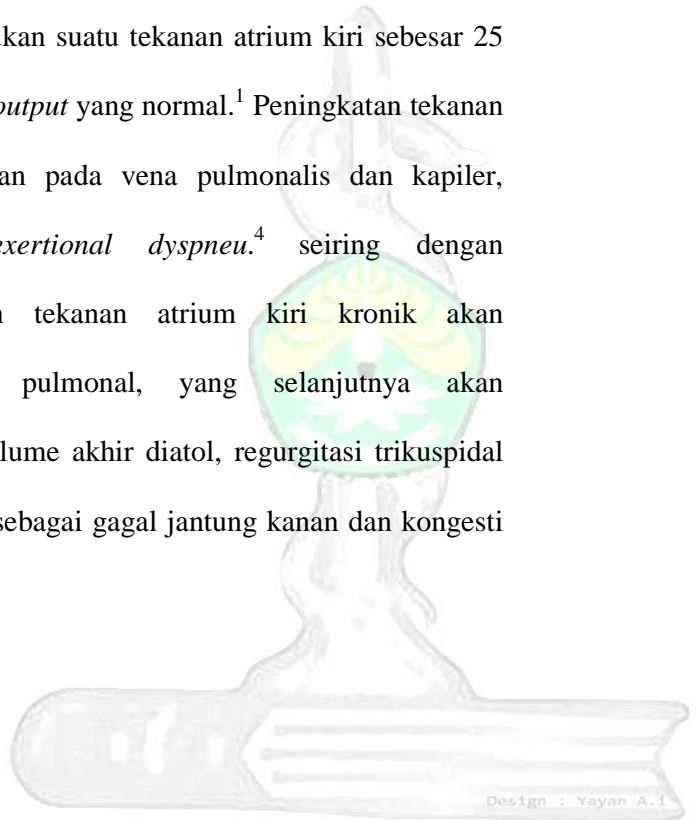 ukan suatu tekanan atrium kiri sebesar 25
output yang normal.¹ Peningkatan tekanan
an pada vena pulmonalis dan kapiler,
exertional dyspneu.⁴ seiring dengan
tekanan atrium kiri kronik akan
pulmonal, yang selanjutnya akan
lume akhir diatol, regurgitasi trikuspidal
sebagai gagal jantung kanan dan kongesti
Design : Yayan A.i